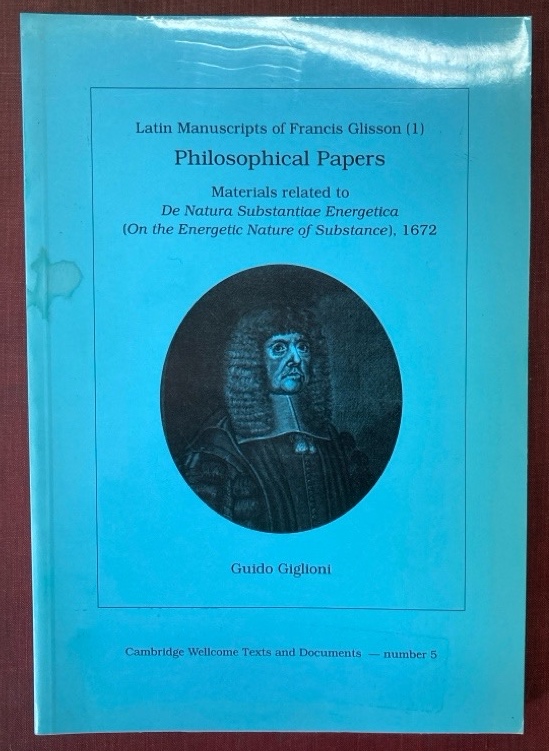 Latin Manuscripts of Francis Glisson (1)
Philosophical Papers
Materials related to
De Natura Substantiae Energetica
(On the Energetic Nature of Substance), 1672
Guido Giglioni
Cambridge Wellcome Texts and Documents — number 5